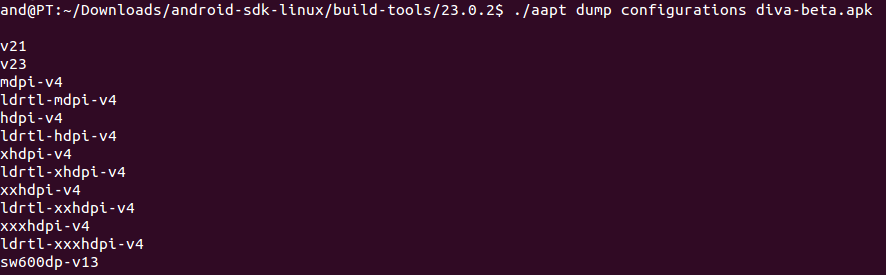 and@PT:~/Downloads/android-sdk-linux/build-tools/23.0.2$ ./aapt dump configurations diva-beta.apk
v21
v23
mdpi-v4
ldrtl-mdpi-v4
hdpi-v4
ldrtl-hdpi-v4
xhdpi-v4
ldrtl-xhdpi-v4
xxhdpi-v4
ldrtl-xxhdpi-v4
xxxhdpi-v4
ldrtl-xxxhdpi-v4
sw600dp-v13